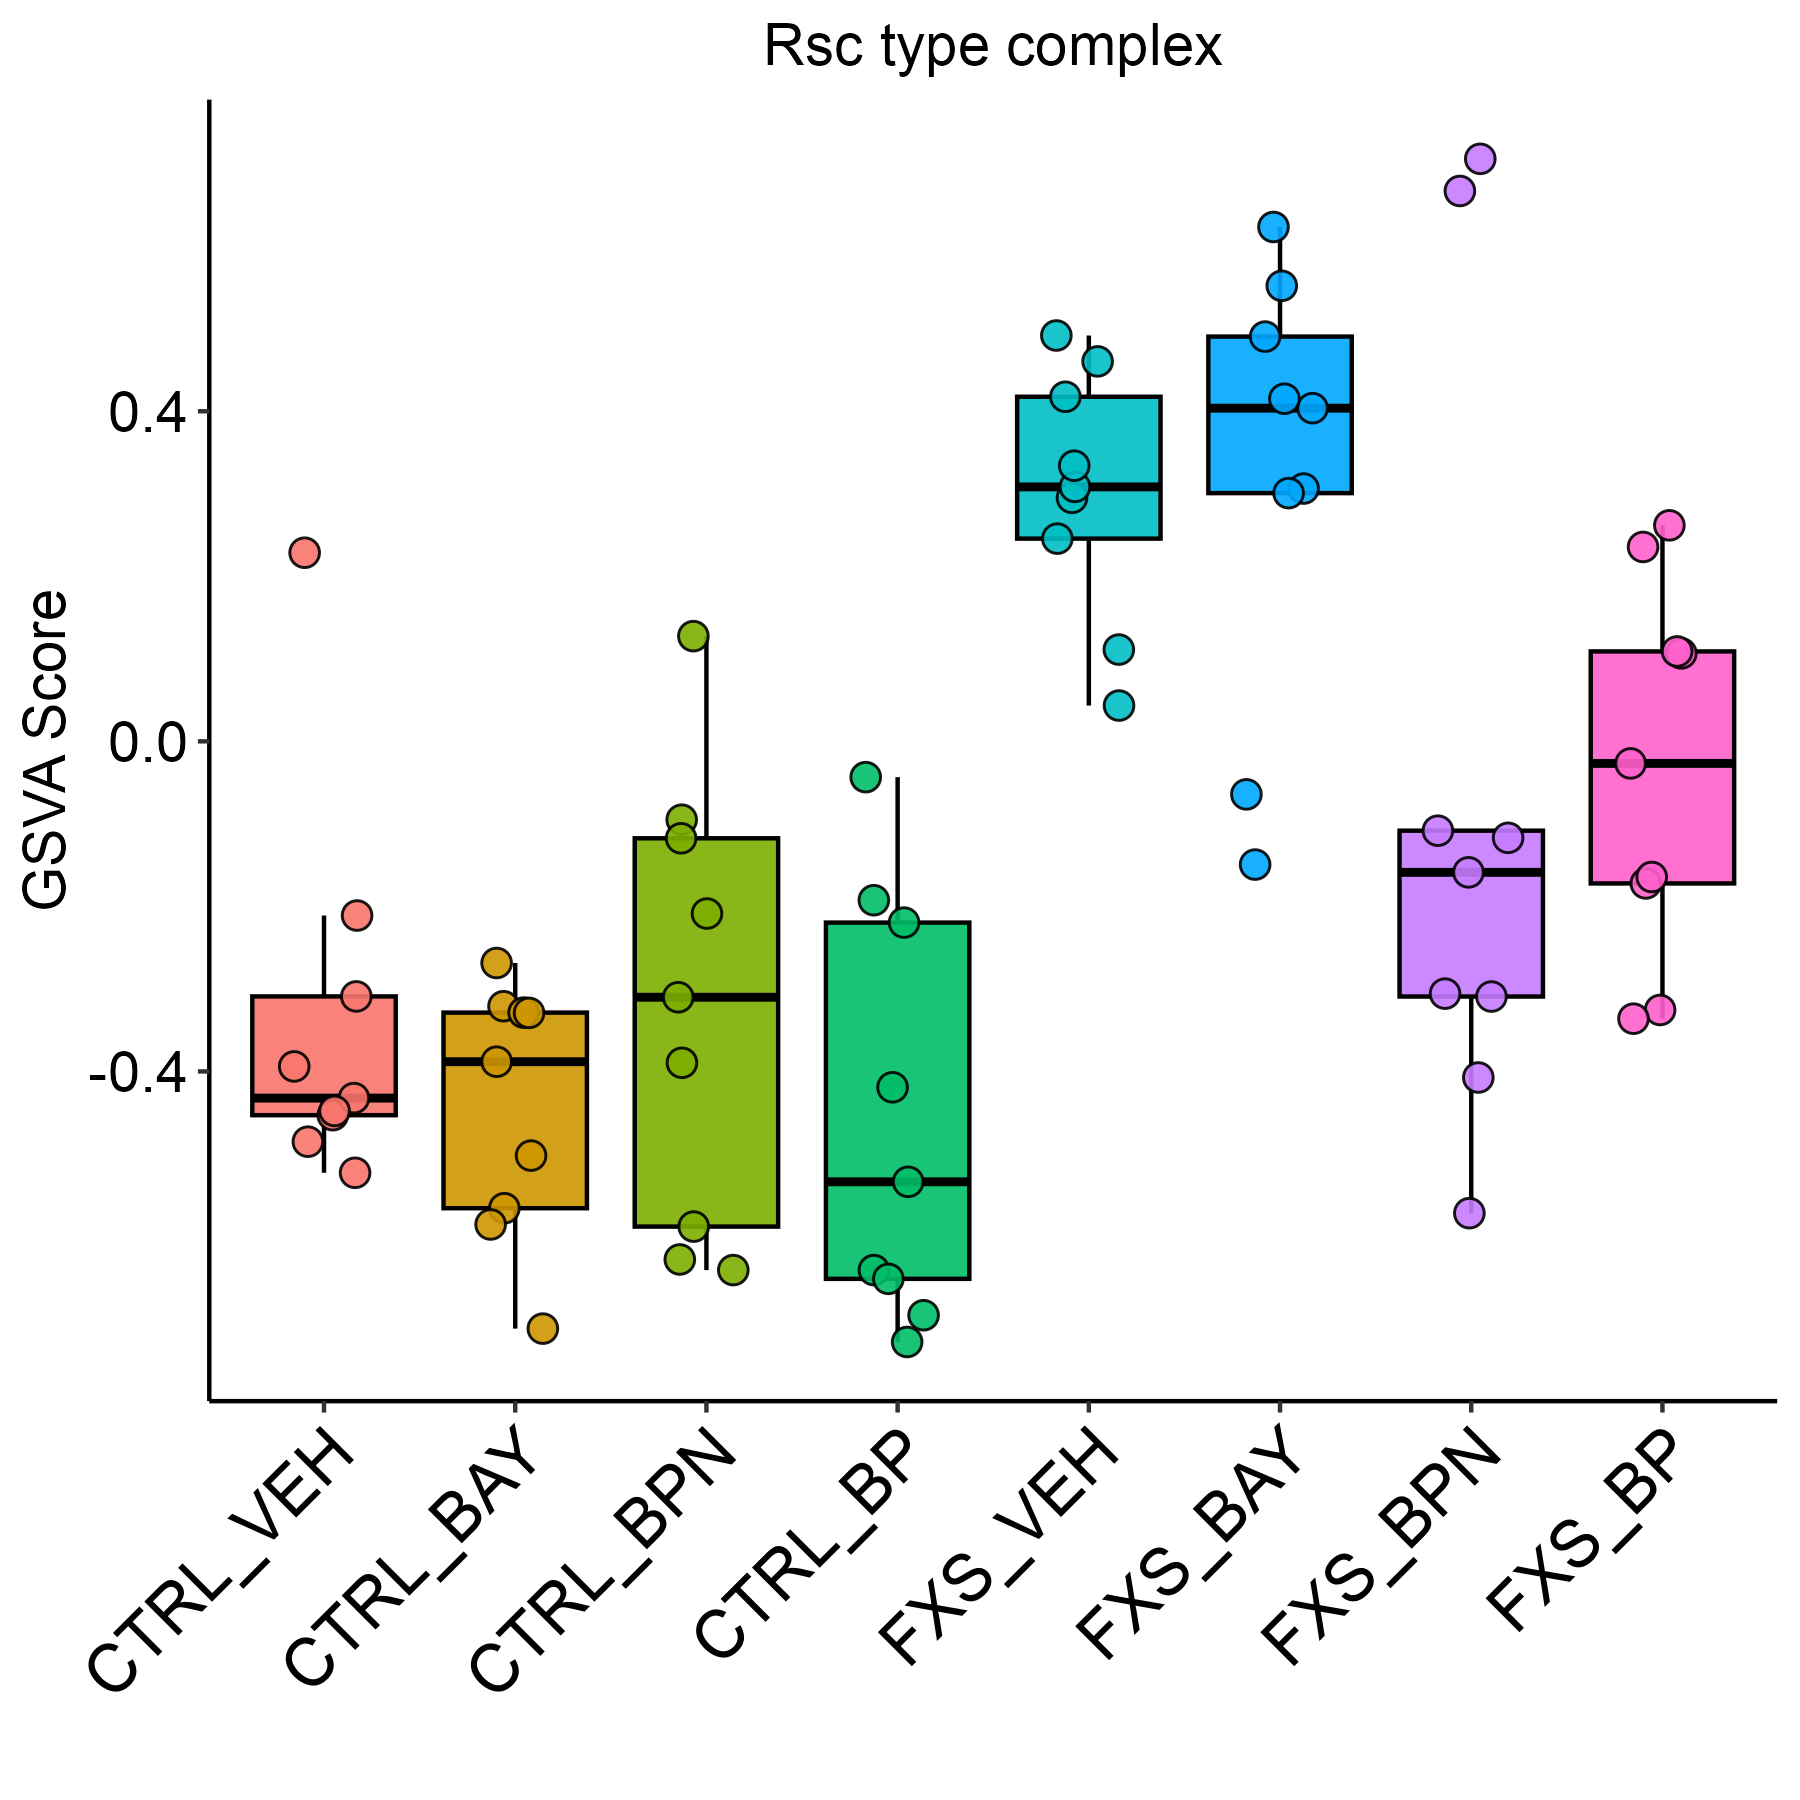 Rsc type complex
GSVA Score
0.4
0.0
-0.4
CTRL_VEH
CTRL_BAY
CTRL_BPN
CTRL_BP
FXS_VEH
FXS_BAY
FXS_BPN
FXS_BP